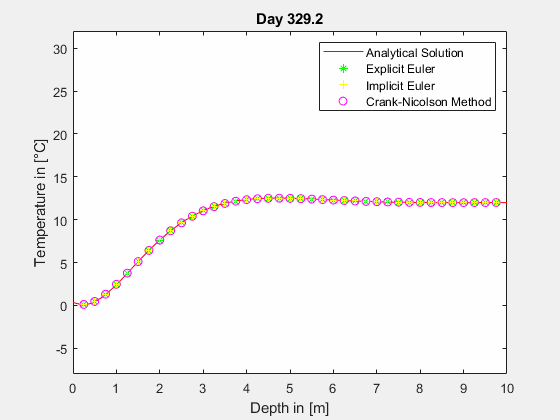 Day 329.2
Analytical Solution
Explicit Euler
Implicit Euler
Crank-Nicolson Method
Temperature in [°C]
30
25
20
15
10
5
0
-5
0 1 2 3 4 5 6 7 8 9 10
Depth in [m]